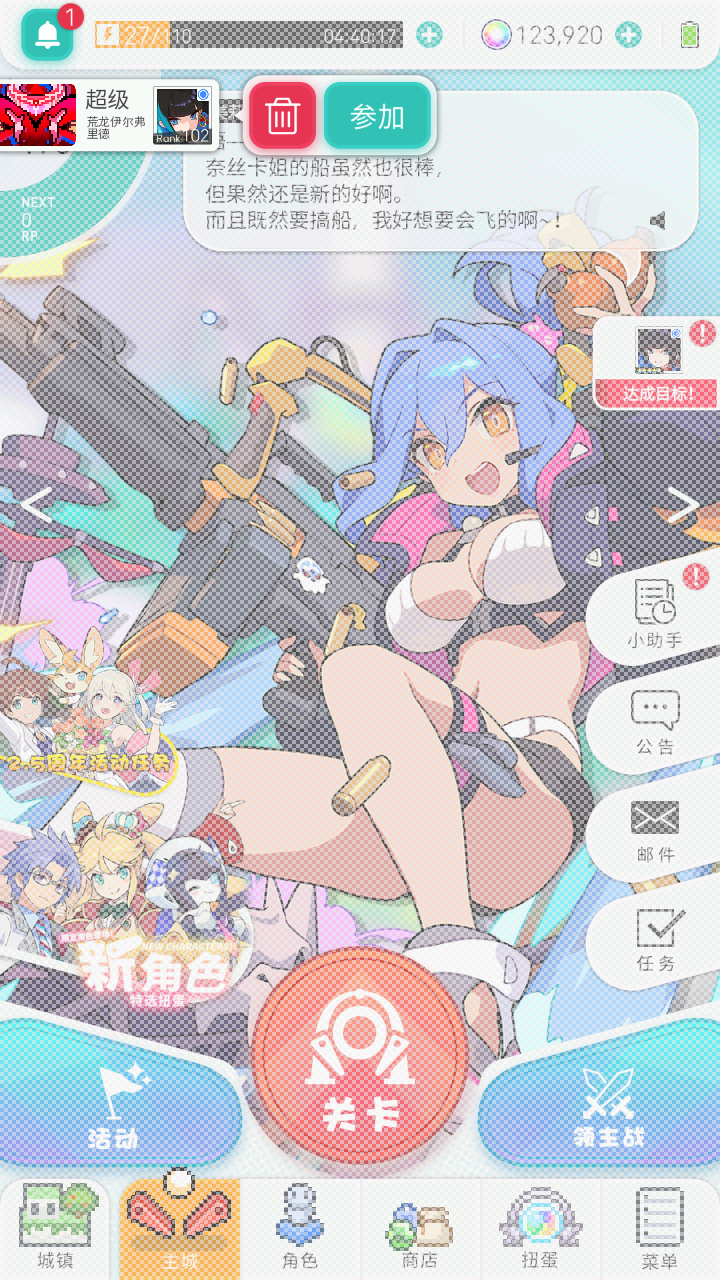 1
27/110
04:40:17
123,920
超级
荒龙伊尔弗
里德
Rank 102
参加
奈丝卡姐的船虽然也很棒，
但果然还是新的好啊。
而且既然要搞船，我好想要会飞的啊~！
NEXT
0
RP
达成目标!
小助手
公告
邮件
任务
2.5周年活动任务
NEW CHARACTERS!!
新角色
特选扭蛋
关卡
活动
领主战
城镇
主城
角色
商店
扭蛋
菜单